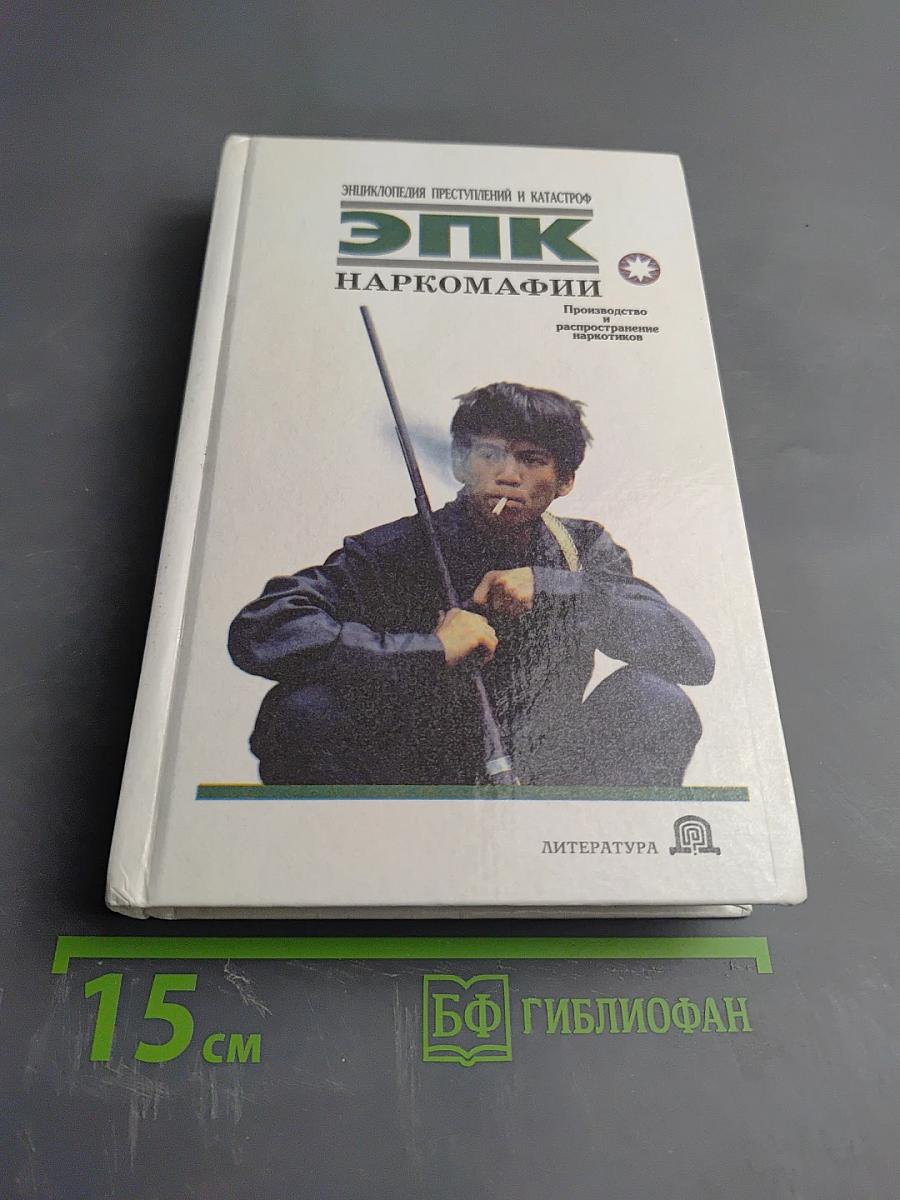 ЭНЦИКЛОПЕДИЯ ПРЕСТУПЛЕНИЙ И КАТАСТРОФ
ЭПК
НАРКОМАФИИ
Производство
и
распространение
наркотиков
ЛИТЕРАТУРА
15 см
БФ ГИБЛИОФАН